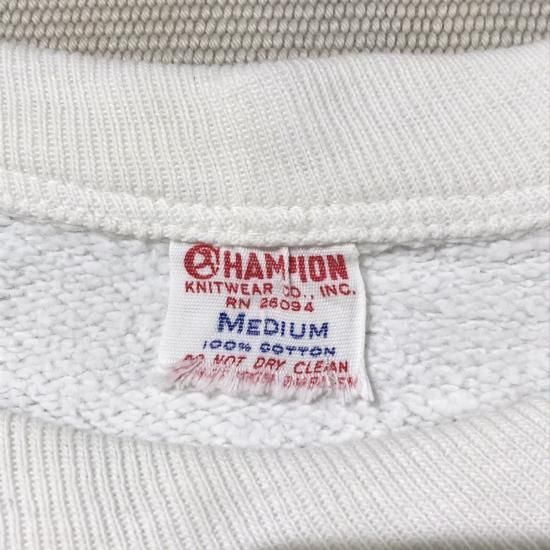 CHAMPION
KNITWEAR CO., INC.
RN 26094
MEDIUM
100% COTTON
DO NOT DRY CLEAN